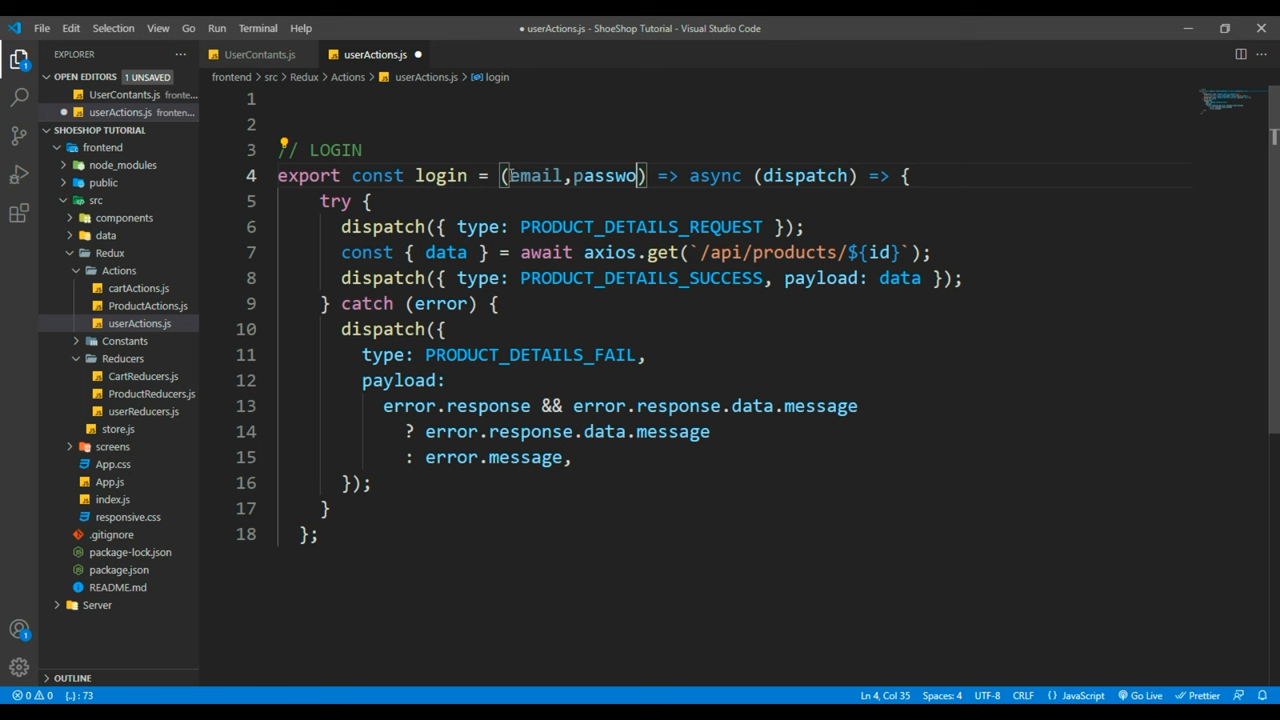 File Edit Selection View Go Run Terminal Help
● userActions.js - ShoeShop Tutorial - Visual Studio Code
EXPLORER
OPEN EDITORS 1 UNSAVED
UserContants.js fronte...
userActions.js fronten...
SHOESHOP TUTORIAL
frontend
node_modules
public
src
components
data
Redux
Actions
cartActions.js
ProductActions.js
userActions.js
Constants
Reducers
CartReducers.js
ProductReducers.js
userReducers.js
store.js
screens
App.css
App.js
index.js
responsive.css
.gitignore
package-lock.json
package.json
README.md
Server
OUTLINE
UserContants.js userActions.js ●
frontend > src > Redux > Actions > userActions.js > login
1
2
3 // LOGIN
4 export const login = (email,passwo) => async (dispatch) => {
5 try {
6 dispatch({ type: PRODUCT_DETAILS_REQUEST });
7 const { data } = await axios.get(`/api/products/${id}`);
8 dispatch({ type: PRODUCT_DETAILS_SUCCESS, payload: data });
9 } catch (error) {
10 dispatch({
11 type: PRODUCT_DETAILS_FAIL,
12 payload:
13 error.response && error.response.data.message
14 ? error.response.data.message
15 : error.message,
16 });
17 }
18 };
1
1
0 0 {..} : 73 Ln 4, Col 35 Spaces: 4 UTF-8 CRLF {} JavaScript Go Live Prettier